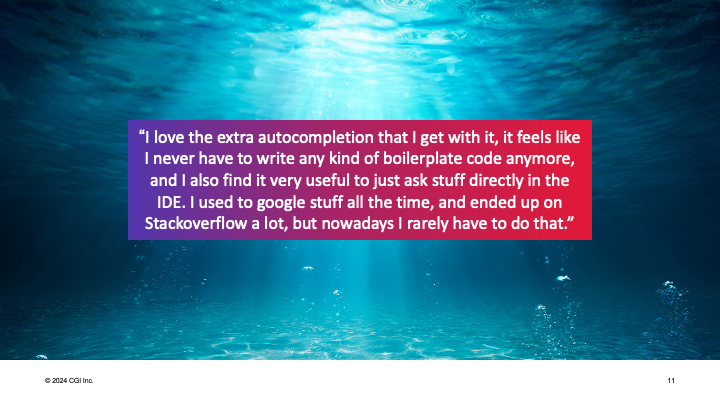 “I love the extra autocompletion that I get with it, it feels like
I never have to write any kind of boilerplate code anymore,
and I also find it very useful to just ask stuff directly in the
IDE. I used to google stuff all the time, and ended up on
Stackoverflow a lot, but nowadays I rarely have to do that.”
© 2024 CGI Inc.
11